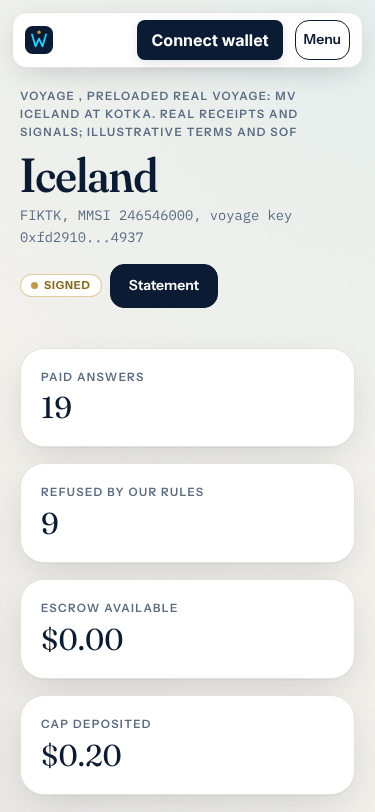 Connect wallet
Menu
VOYAGE , PRELOADED REAL VOYAGE: MV
ICELAND AT KOTKA. REAL RECEIPTS AND
SIGNALS; ILLUSTRATIVE TERMS AND SOF
Iceland
FIKTK, MMSI 246546000, voyage key
0xfd2910...4937
SIGNED
Statement
PAID ANSWERS
19
REFUSED BY OUR RULES
9
ESCROW AVAILABLE
$0.00
CAP DEPOSITED
$0.20